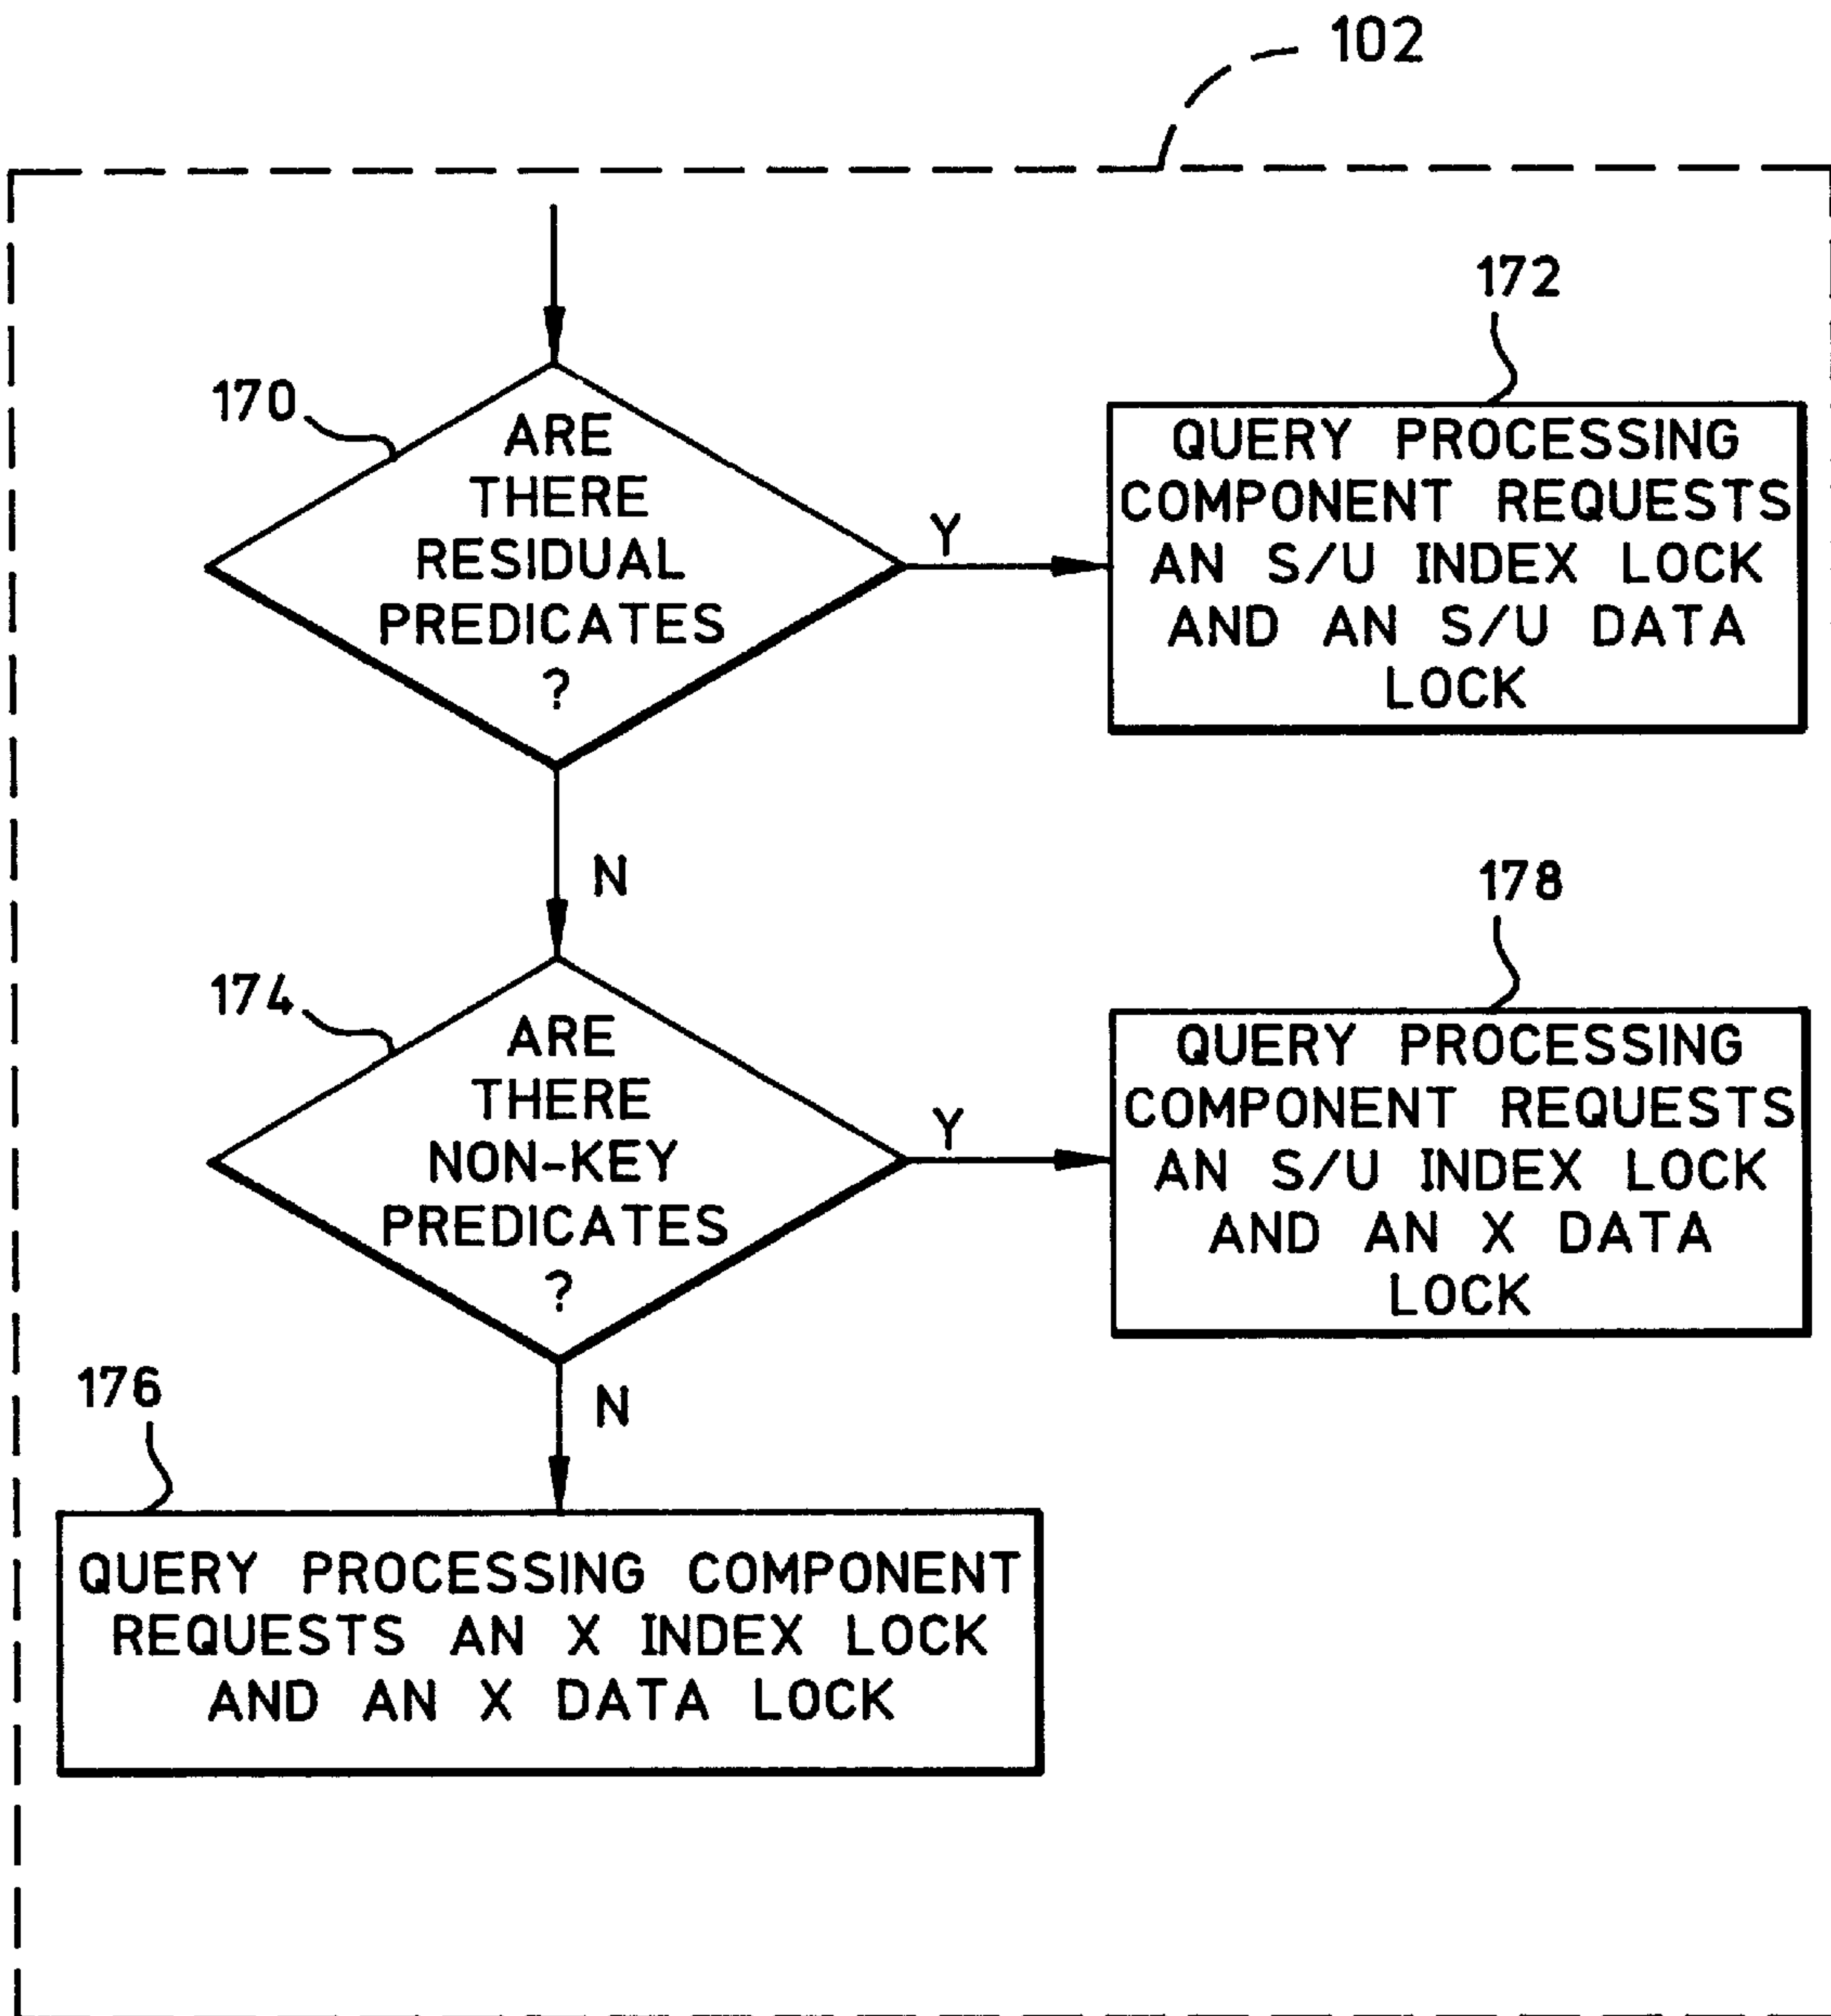 102
170
ARE
THERE
RESIDUAL
PREDICATES
?
Y
172
QUERY PROCESSING
COMPONENT REQUESTS
AN S/U INDEX LOCK
AND AN S/U DATA
LOCK
N
174
ARE
THERE
NON-KEY
PREDICATES
?
Y
178
QUERY PROCESSING
COMPONENT REQUESTS
AN S/U INDEX LOCK
AND AN X DATA
LOCK
N
176
QUERY PROCESSING COMPONENT
REQUESTS AN X INDEX LOCK
AND AN X DATA LOCK